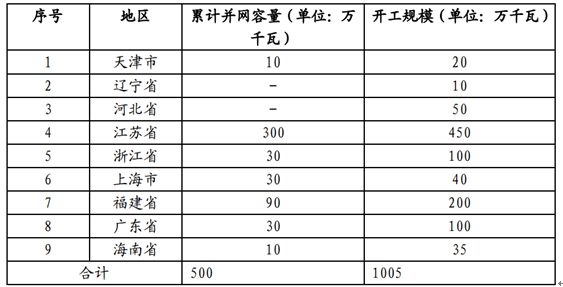 序号 地区 累计并网容量（单位：万千瓦） 开工规模（单位：万千瓦）
1 天津市 10 20
2 辽宁省 - 10
3 河北省 - 50
4 江苏省 300 450
5 浙江省 30 100
6 上海市 30 40
7 福建省 90 200
8 广东省 30 100
9 海南省 10 35
合计 500 1005